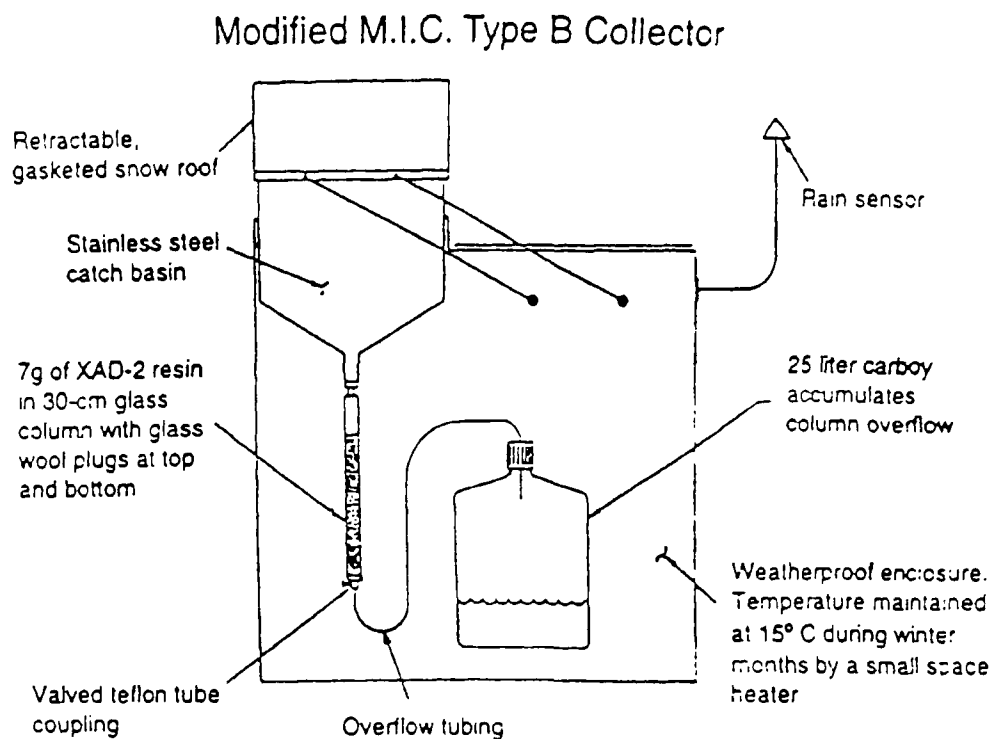 Modified M.I.C. Type B Collector
Retractable,
gasketed snow roof
Rain sensor
Stainless steel
catch basin
7g of XAD-2 resin
in 30-cm glass
column with glass
wool plugs at top
and bottom
25 liter carboy
accumulates
column overflow
Weatherproof enclosure.
Temperature maintained
at 15° C during winter
months by a small space
heater
Valved teflon tube
coupling
Overflow tubing